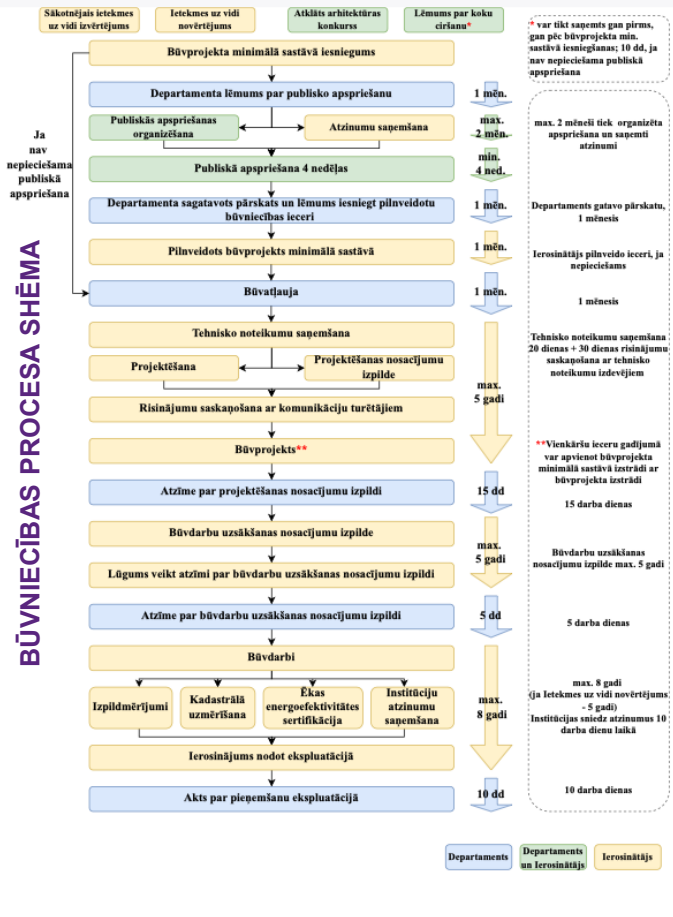 Sākotnējais ietekmes
uz vidi izvērtējums
Ietekmes uz vidi
novērtējums
Atklāts arhitektūras
konkurss
Lēmums par koku
ciršanu*
* var tikt saņemts gan pirms,
gan pēc būvprojekta min.
sastāvā iesniegšanas; 10 dd, ja
nav nepieciešama publiskā
apspriešana
Būvprojekta minimālā sastāvā iesniegums
Departamenta lēmums par publisko apspriešanu
1 mēn.
Publiskās apspriešanas
organizēšana
Atzinumu saņemšana
max.
2 mēn.
max. 2 mēneši tiek organizēta
apspriešana un saņemti
atzinumi
Ja
nav
nepieciešama
publiskā
apspriešana
Publiskā apspriešana 4 nedēļas
min.
4 ned.
Departamenta sagatavots pārskats un lēmums iesniegt pilnveidotu
būvniecības ieceri
1 mēn.
Departaments gatavo pārskatu,
1 mēnesis
Pilnveidots būvprojekts minimālā sastāvā
1 mēn.
Ierosinātājs pilnveido ieceri, ja
nepieciešams
Būvatļauja
1 mēn.
1 mēnesis
BŪVNIECĪBAS PROCESA SHĒMA
Tehnisko noteikumu saņemšana
Projektēšana
Projektēšanas nosacījumu
izpilde
Risinājumu saskaņošana ar komunikāciju turētājiem
Būvprojekts**
max.
5 gadi
Tehnisko noteikumu saņemšana
20 dienas + 30 dienas risinājumu
saskaņošana ar tehnisko
noteikumu izdevējiem
**Vienkāršu ieceru gadījumā
var apvienot būvprojekta
minimālā sastāvā izstrādi ar
būvprojekta izstrādi
Atzīme par projektēšanas nosacījumu izpildi
15 dd
15 darba dienas
Būvdarbu uzsākšanas nosacījumu izpilde
Lūgums veikt atzīmi par būvdarbu uzsākšanas nosacījumu izpildi
max.
5 gadi
Būvdarbu uzsākšanas
nosacījumu izpilde max. 5 gadi
Atzīme par būvdarbu uzsākšanas nosacījumu izpildi
5 dd
5 darba dienas
Būvdarbi
Izpildmērījumi
Kadastrālā
uzmērīšana
Ēkas
energoefektivitātes
sertifikācija
Institūciju
atzinumu
saņemšana
Ierosinājums nodot ekspluatācijā
max.
8 gadi
max. 8 gadi
(ja Ietekmes uz vidi novērtējums
- 5 gadi)
Institūcijas sniedz atzinumus 10
darba dienu laikā
Akts par pieņemšanu ekspluatācijā
10 dd
10 darba dienas
Departaments
Departaments
un Ierosinātājs
Ierosinātājs